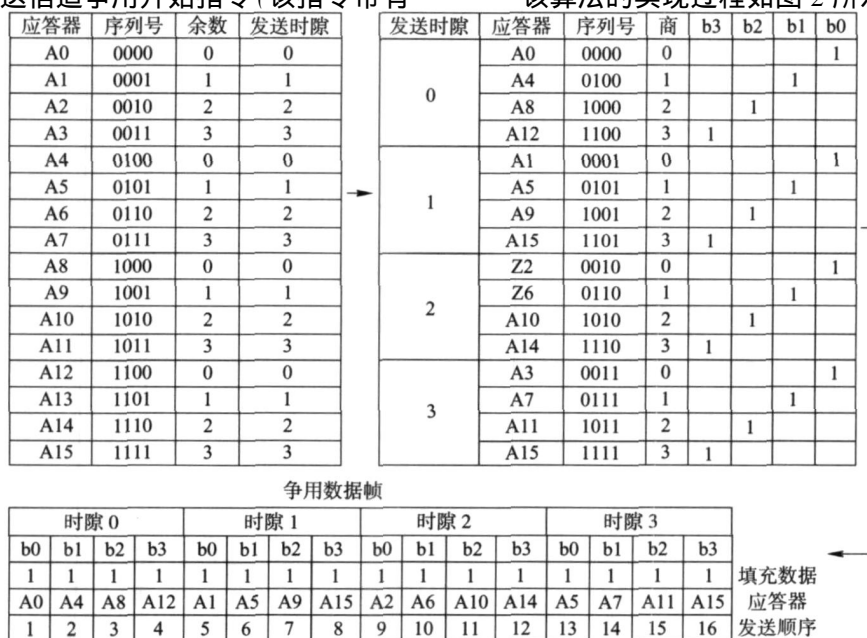 送信道争用开始指令(该指令带有
该算法的实现过程如图 2 所
应答器 序列号 余数 发送时隙
A0 0000 0 0
A1 0001 1 1
A2 0010 2 2
A3 0011 3 3
A4 0100 0 0
A5 0101 1 1
A6 0110 2 2
A7 0111 3 3
A8 1000 0 0
A9 1001 1 1
A10 1010 2 2
A11 1011 3 3
A12 1100 0 0
A13 1101 1 1
A14 1110 2 2
A15 1111 3 3
发送时隙 应答器 序列号 商 b3 b2 b1 b0
0
A0 0000 0 1
A4 0100 1 1
A8 1000 2 1
A12 1100 3 1
1
A1 0001 0 1
A5 0101 1 1
A9 1001 2 1
A15 1101 3 1
2
Z2 0010 0 1
Z6 0110 1 1
A10 1010 2 1
A14 1110 3 1
3
A3 0011 0 1
A7 0111 1 1
A11 1011 2 1
A15 1111 3 1
争用数据帧
时隙 0 时隙 1 时隙 2 时隙 3
b0 b1 b2 b3 b0 b1 b2 b3 b0 b1 b2 b3 b0 b1 b2 b3
1 1 1 1 1 1 1 1 1 1 1 1 1 1 1 1 填充数据
A0 A4 A8 A12 A1 A5 A9 A15 A2 A6 A10 A14 A5 A7 A11 A15 应答器
1 2 3 4 5 6 7 8 9 10 11 12 13 14 15 16 发送顺序